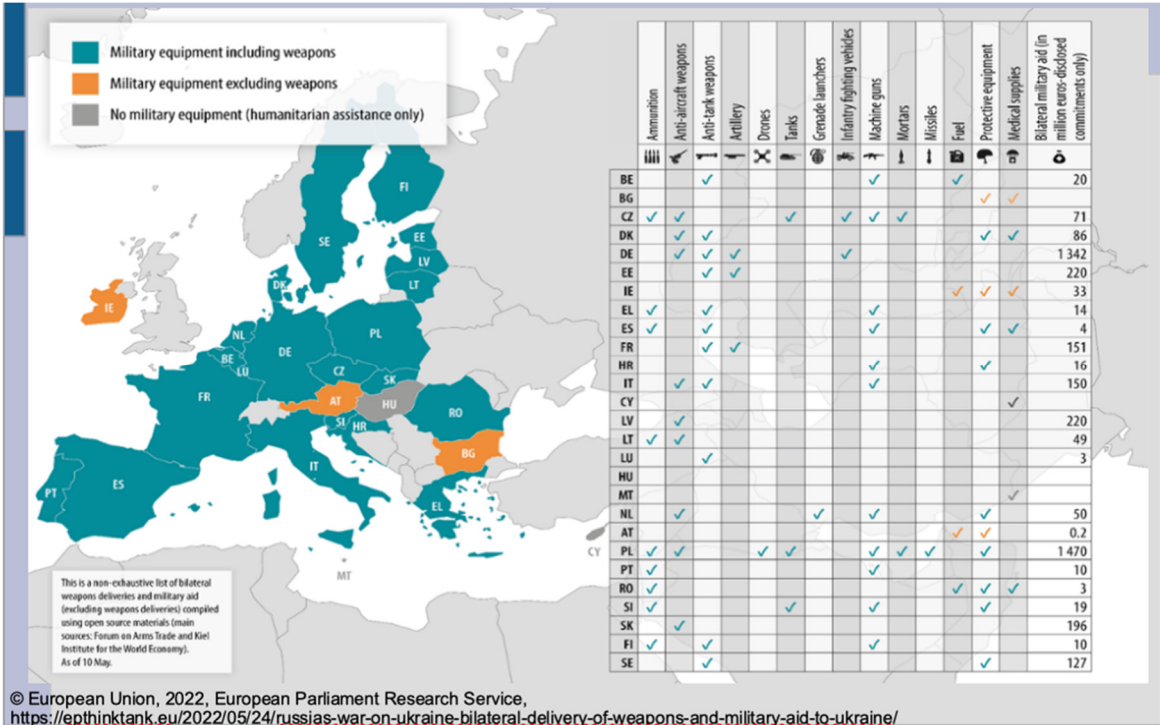 Military equipment including weapons
Military equipment excluding weapons
No military equipment (humanitarian assistance only)
FI
SE
EE
LV
LT
DK
IE
NL
PL
BE
DE
LU
CZ
SK
FR
AT
HU
RO
SI
HR
BG
IT
PT
ES
EL
CY
MT
This is a non-exhaustive list of bilateral
weapons deliveries and military aid
(excluding weapons deliveries) compiled
using open source materials (main
sources: Forum on Arms Trade and Kiel
Institute for the World Economy).
As of 10 May.
Ammunition
Anti-aircraft weapons
Anti-tank weapons
Artillery
Drones
Tanks
Grenade launchers
Infantry fighting vehicles
Machine guns
Mortars
Missiles
Fuel
Protective equipment
Medical supplies
Bilateral military aid (in
million euros-disclosed
commitments only)
BE ✓ ✓ ✓ 20
BG ✓ ✓
CZ ✓ ✓ ✓ ✓ ✓ ✓ 71
DK ✓ ✓ ✓ ✓ 86
DE ✓ ✓ ✓ ✓ 1 342
EE ✓ ✓ 220
IE ✓ ✓ ✓ 33
EL ✓ ✓ ✓ 14
ES ✓ ✓ ✓ ✓ ✓ 4
FR ✓ ✓ 151
HR ✓ ✓ 16
IT ✓ ✓ ✓ 150
CY ✓
LV ✓ 220
LT ✓ ✓ 49
LU ✓ 3
HU
MT ✓
NL ✓ ✓ ✓ ✓ 50
AT ✓ ✓ 0.2
PL ✓ ✓ ✓ ✓ ✓ ✓ ✓ ✓ 1 470
PT ✓ ✓ 10
RO ✓ ✓ ✓ ✓ 3
SI ✓ ✓ ✓ ✓ 19
SK ✓ 196
FI ✓ ✓ ✓ 10
SE ✓ ✓ 127
© European Union, 2022, European Parliament Research Service,
https://epthinktank.eu/2022/05/24/russias-war-on-ukraine-bilateral-delivery-of-weapons-and-military-aid-to-ukraine/